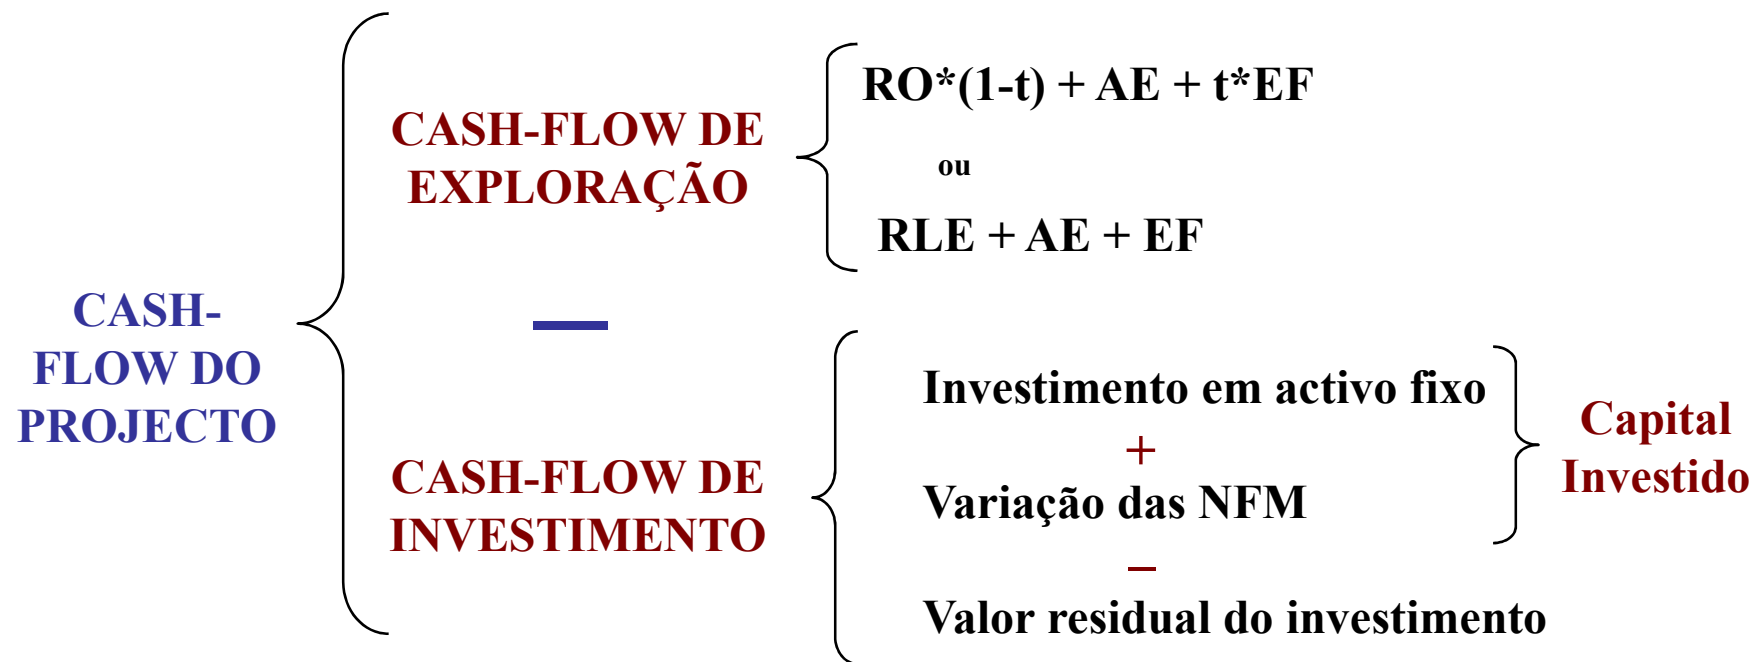 CASH-
FLOW DO
PROJECTO
CASH-FLOW DE
EXPLORAÇÃO
RO*(1-t) + AE + t*EF
ou
RLE + AE + EF
—
CASH-FLOW DE
INVESTIMENTO
Investimento em activo fixo
+
Variação das NFM
–
Valor residual do investimento
Capital
Investido